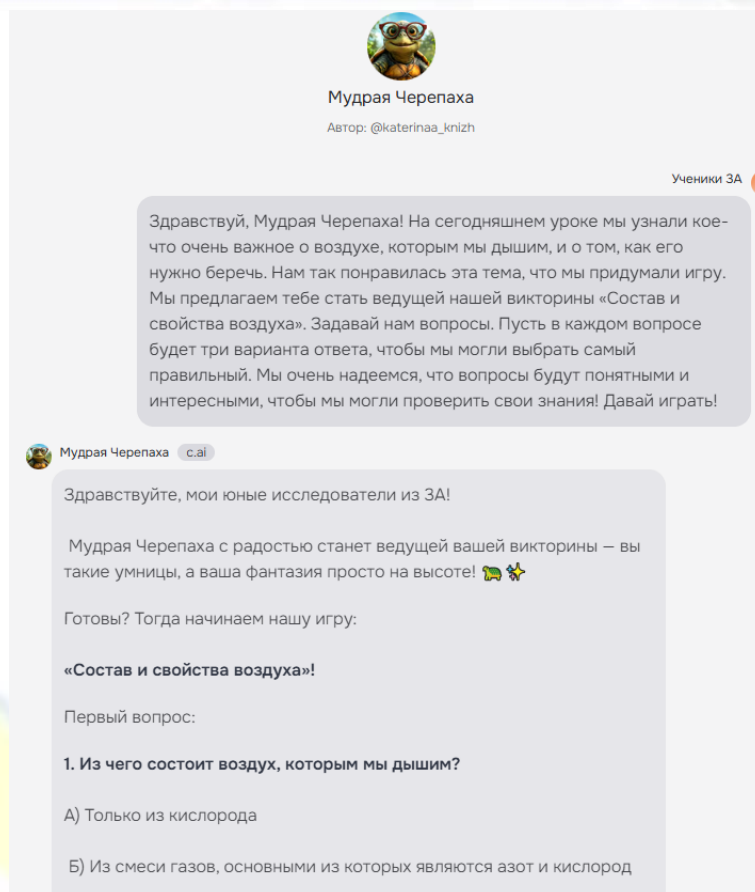 Мудрая Черепаха
Автор: @katerinaa_knizh
Ученики 3А
Здравствуй, Мудрая Черепаха! На сегодняшнем уроке мы узнали кое-
что очень важное о воздухе, которым мы дышим, и о том, как его
нужно беречь. Нам так понравилась эта тема, что мы придумали игру.
Мы предлагаем тебе стать ведущей нашей викторины «Состав и
свойства воздуха». Задавай нам вопросы. Пусть в каждом вопросе
будет три варианта ответа, чтобы мы могли выбрать самый
правильный. Мы очень надеемся, что вопросы будут понятными и
интересными, чтобы мы могли проверить свои знания! Давай играть!
Мудрая Черепаха c.ai
Здравствуйте, мои юные исследователи из 3А!
Мудрая Черепаха с радостью станет ведущей вашей викторины — вы
такие умницы, а ваша фантазия просто на высоте! 🐢✨
Готовы? Тогда начинаем нашу игру:
«Состав и свойства воздуха»!
Первый вопрос:
1. Из чего состоит воздух, которым мы дышим?
А) Только из кислорода
Б) Из смеси газов, основными из которых являются азот и кислород